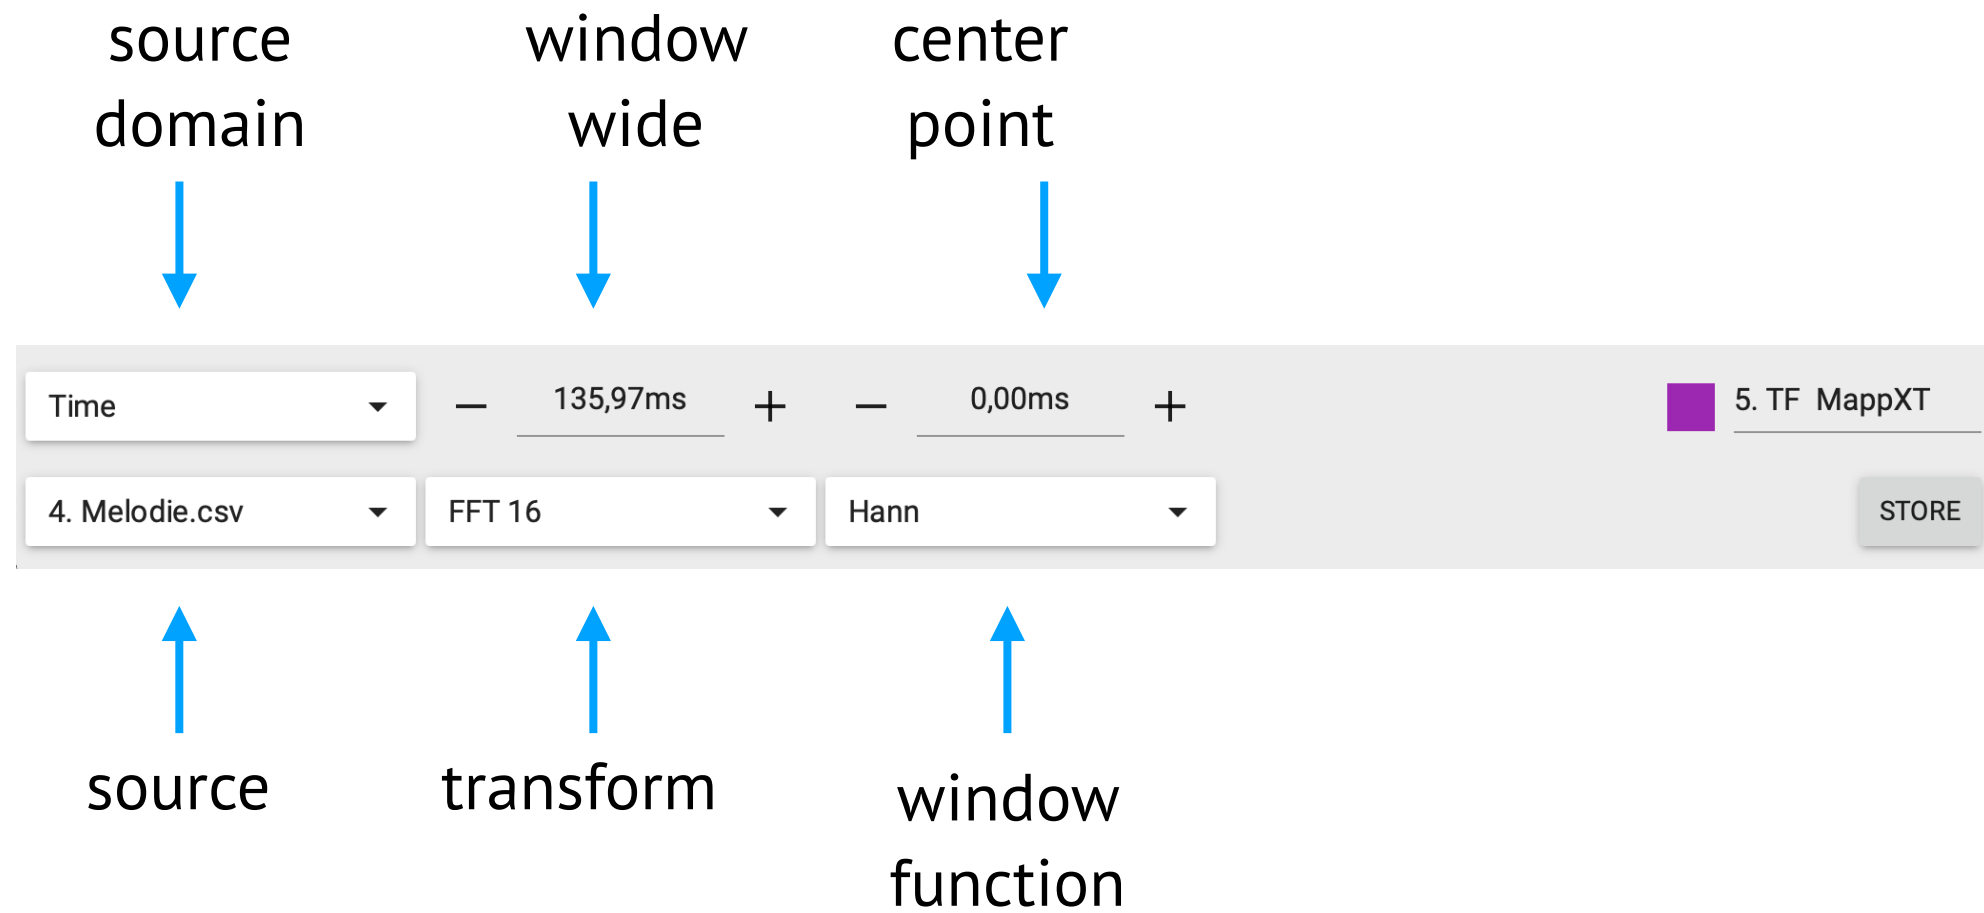 source
domain
window
wide
center
point
Time
135,97ms
0,00ms
5. TF  MappXT
4. Melodie.csv
FFT 16
Hann
STORE
source
transform
window
function